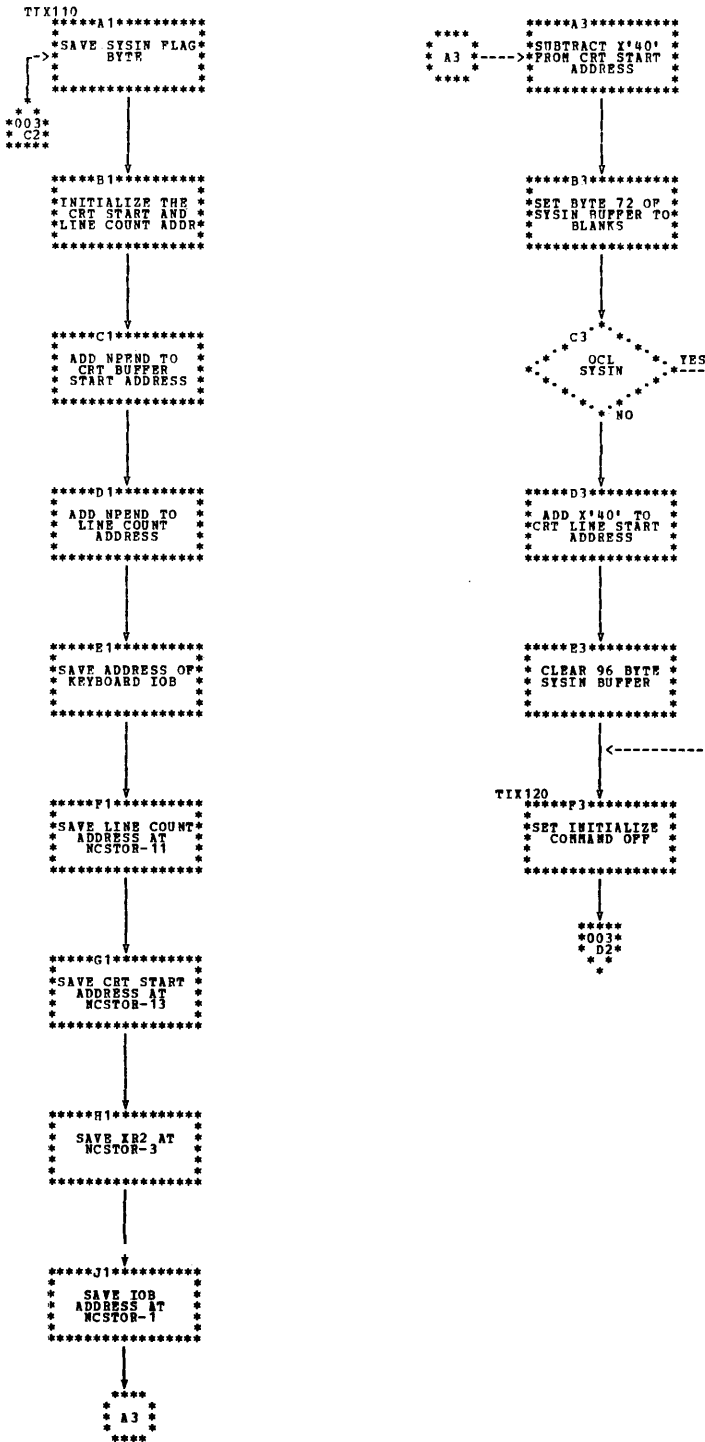 TIX110
A1
SAVE SYSIN FLAG
BYTE
003
C2
B1
INITIALIZE THE
CRT START AND
LINE COUNT ADDR
C1
ADD NPEND TO
CRT BUFFER
START ADDRESS
D1
ADD NPEND TO
LINE COUNT
ADDRESS
E1
SAVE ADDRESS OF
KEYBOARD IOB
F1
SAVE LINE COUNT
ADDRESS AT
NCSTOR-11
G1
SAVE CRT START
ADDRESS AT
NCSTOR-13
H1
SAVE XR2 AT
NCSTOR-3
J1
SAVE IOB
ADDRESS AT
NCSTOR-1
A3
A3
A3
SUBTRACT X'40'
FROM CRT START
ADDRESS
B3
SET BYTE 72 OF
SYSIN BUFFER TO
BLANKS
C3
OCL
SYSIN
YES
NO
D3
ADD X'40' TO
CRT LINE START
ADDRESS
E3
CLEAR 96 BYTE
SYSIN BUFFER
TIX120
F3
SET INITIALIZE
COMMAND OFF
003
D2